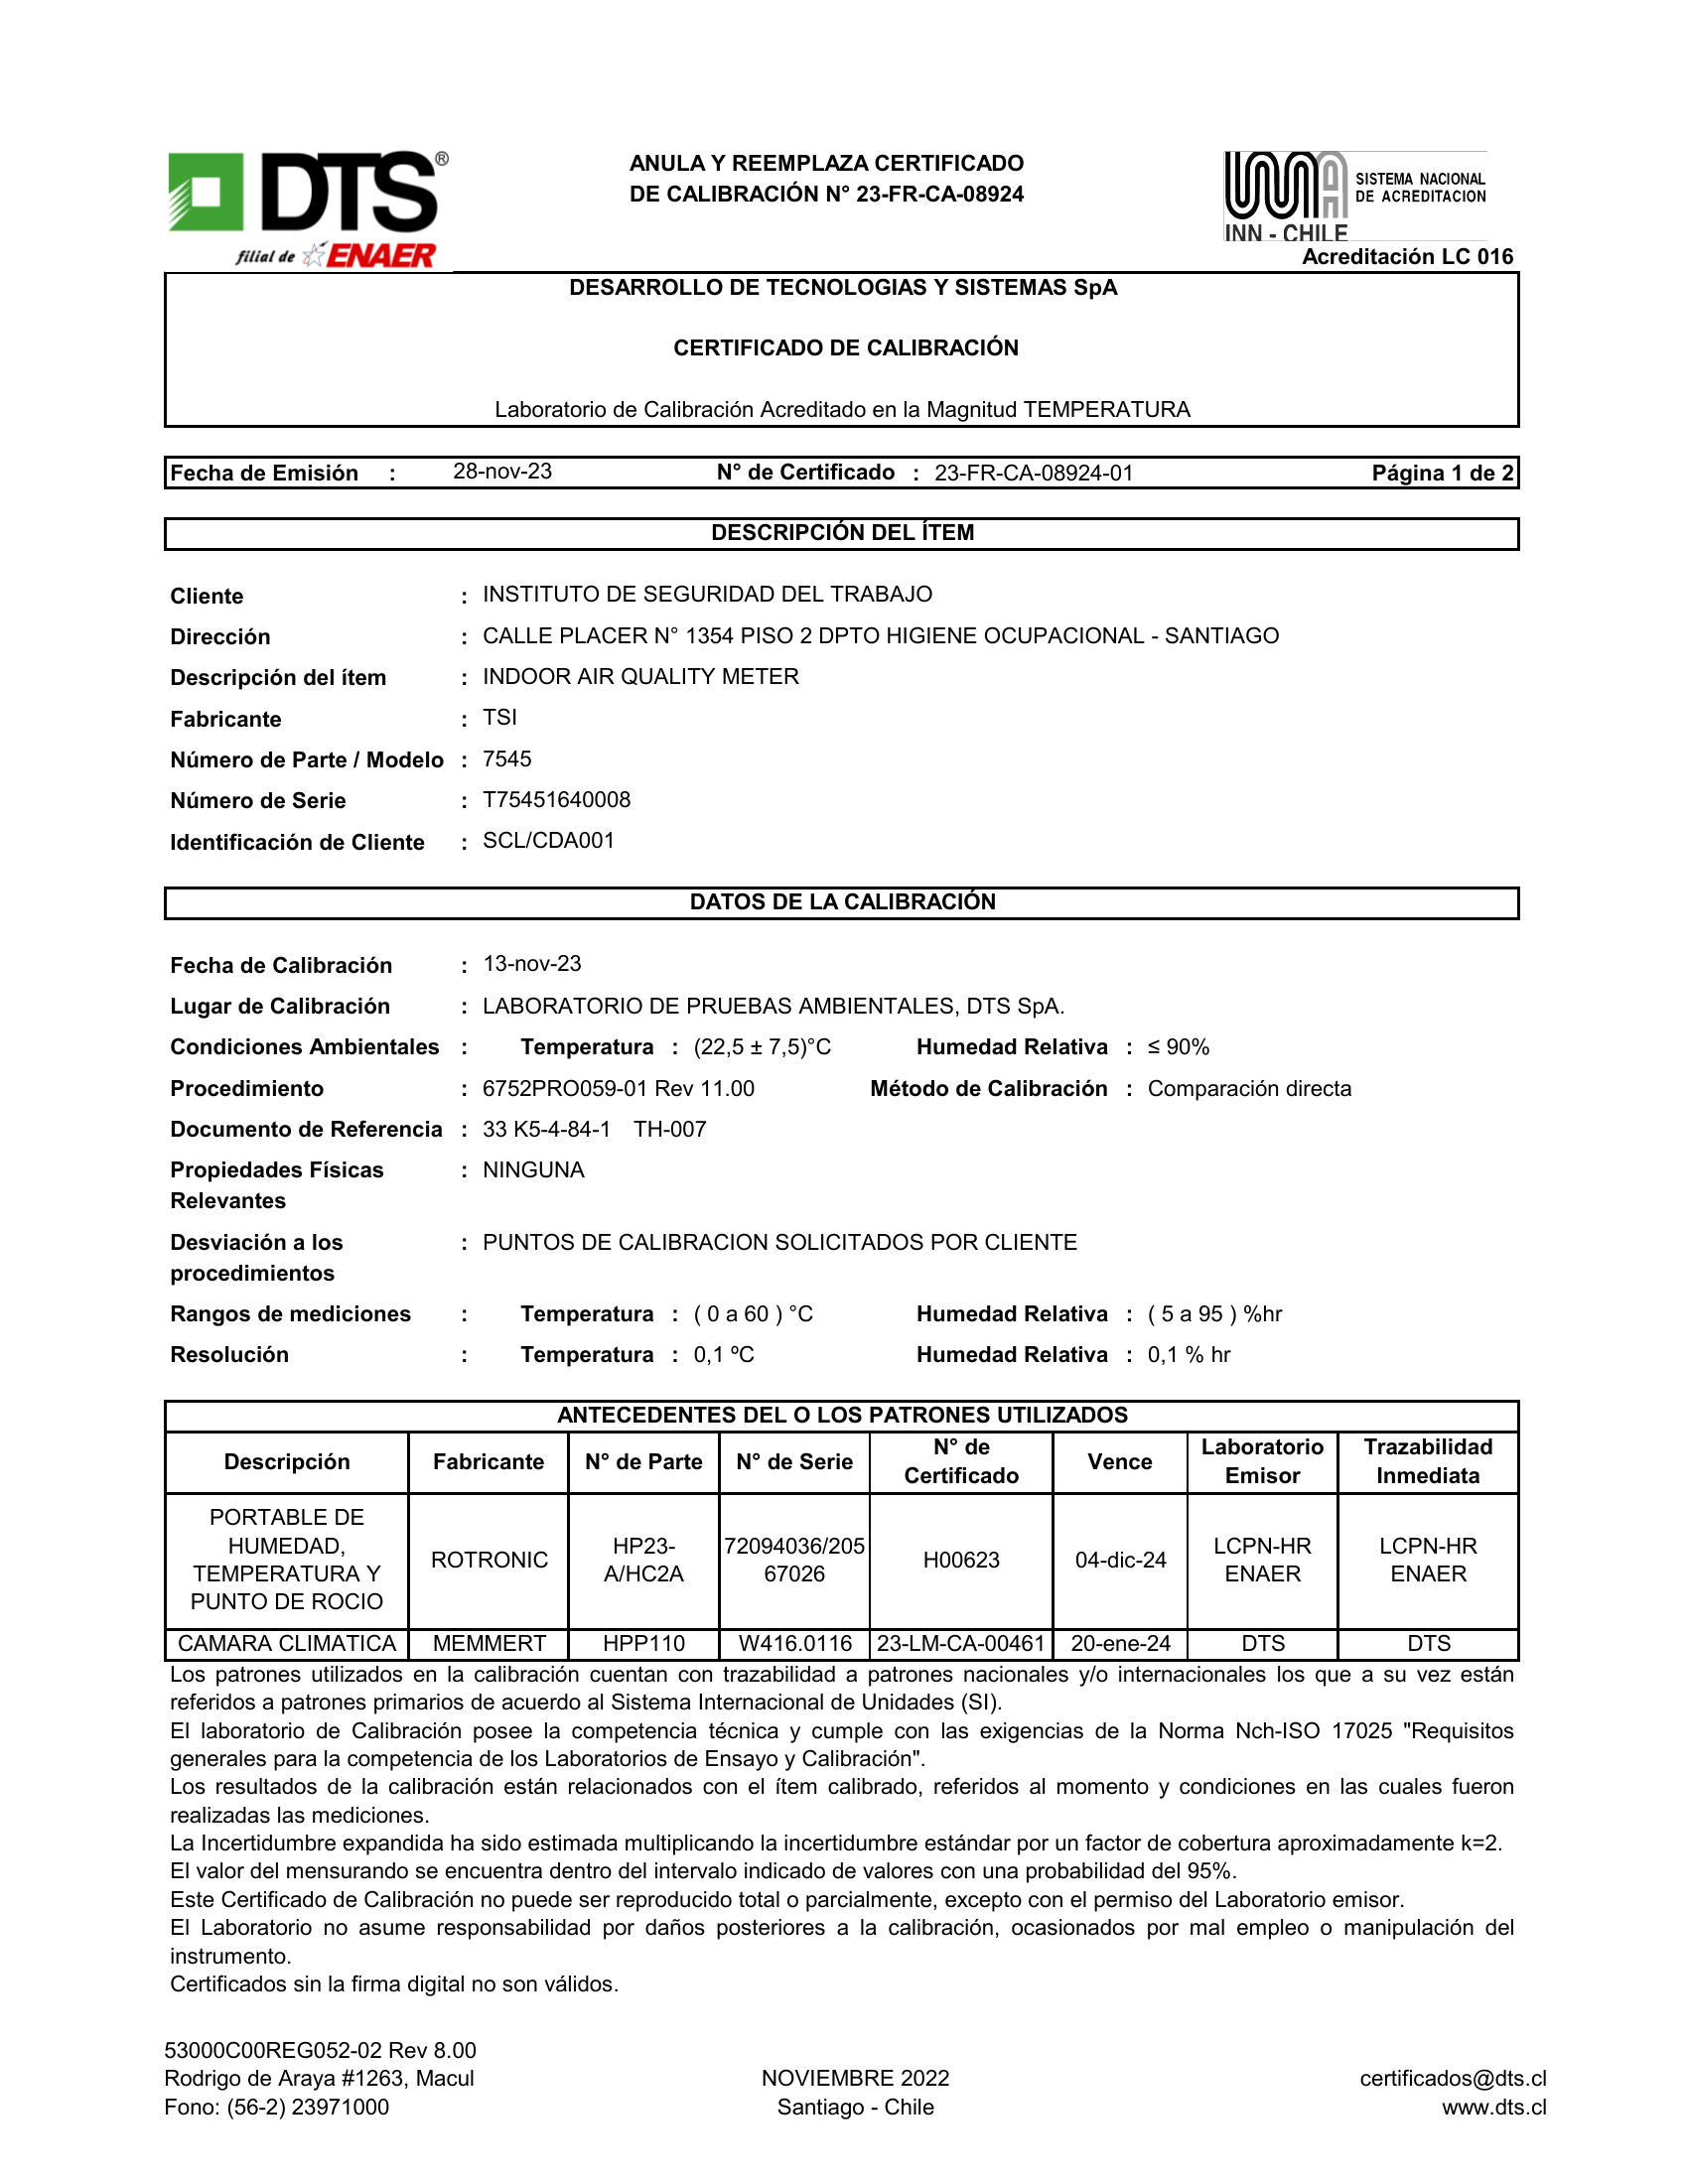 DTS®
filial de ENAER
ANULA Y REEMPLAZA CERTIFICADO
DE CALIBRACIÓN N° 23-FR-CA-08924
SISTEMA NACIONAL
DE ACREDITACION
INN - CHILE
Acreditación LC 016
DESARROLLO DE TECNOLOGIAS Y SISTEMAS SpA
CERTIFICADO DE CALIBRACIÓN
Laboratorio de Calibración Acreditado en la Magnitud TEMPERATURA
Fecha de Emisión : 28-nov-23 N° de Certificado : 23-FR-CA-08924-01 Página 1 de 2
DESCRIPCIÓN DEL ÍTEM
Cliente : INSTITUTO DE SEGURIDAD DEL TRABAJO
Dirección : CALLE PLACER N° 1354 PISO 2 DPTO HIGIENE OCUPACIONAL - SANTIAGO
Descripción del ítem : INDOOR AIR QUALITY METER
Fabricante : TSI
Número de Parte / Modelo : 7545
Número de Serie : T75451640008
Identificación de Cliente : SCL/CDA001
DATOS DE LA CALIBRACIÓN
Fecha de Calibración : 13-nov-23
Lugar de Calibración : LABORATORIO DE PRUEBAS AMBIENTALES, DTS SpA.
Condiciones Ambientales : Temperatura : (22,5 ± 7,5)°C Humedad Relativa : ≤ 90%
Procedimiento : 6752PRO059-01 Rev 11.00 Método de Calibración : Comparación directa
Documento de Referencia : 33 K5-4-84-1 TH-007
Propiedades Físicas : NINGUNA
Relevantes
Desviación a los : PUNTOS DE CALIBRACION SOLICITADOS POR CLIENTE
procedimientos
Rangos de mediciones : Temperatura : ( 0 a 60 ) °C Humedad Relativa : ( 5 a 95 ) %hr
Resolución : Temperatura : 0,1 ºC Humedad Relativa : 0,1 % hr
ANTECEDENTES DEL O LOS PATRONES UTILIZADOS
Descripción Fabricante N° de Parte N° de Serie N° de Certificado Vence Laboratorio Emisor Trazabilidad Inmediata
PORTABLE DE HUMEDAD, TEMPERATURA Y PUNTO DE ROCIO ROTRONIC HP23-A/HC2A 72094036/20567026 H00623 04-dic-24 LCPN-HR ENAER LCPN-HR ENAER
CAMARA CLIMATICA MEMMERT HPP110 W416.0116 23-LM-CA-00461 20-ene-24 DTS DTS
Los patrones utilizados en la calibración cuentan con trazabilidad a patrones nacionales y/o internacionales los que a su vez están
referidos a patrones primarios de acuerdo al Sistema Internacional de Unidades (SI).
El laboratorio de Calibración posee la competencia técnica y cumple con las exigencias de la Norma Nch-ISO 17025 "Requisitos
generales para la competencia de los Laboratorios de Ensayo y Calibración".
Los resultados de la calibración están relacionados con el ítem calibrado, referidos al momento y condiciones en las cuales fueron
realizadas las mediciones.
La Incertidumbre expandida ha sido estimada multiplicando la incertidumbre estándar por un factor de cobertura aproximadamente k=2.
El valor del mensurando se encuentra dentro del intervalo indicado de valores con una probabilidad del 95%.
Este Certificado de Calibración no puede ser reproducido total o parcialmente, excepto con el permiso del Laboratorio emisor.
El Laboratorio no asume responsabilidad por daños posteriores a la calibración, ocasionados por mal empleo o manipulación del
instrumento.
Certificados sin la firma digital no son válidos.
53000C00REG052-02 Rev 8.00
Rodrigo de Araya #1263, Macul NOVIEMBRE 2022 certificados@dts.cl
Fono: (56-2) 23971000 Santiago - Chile www.dts.cl